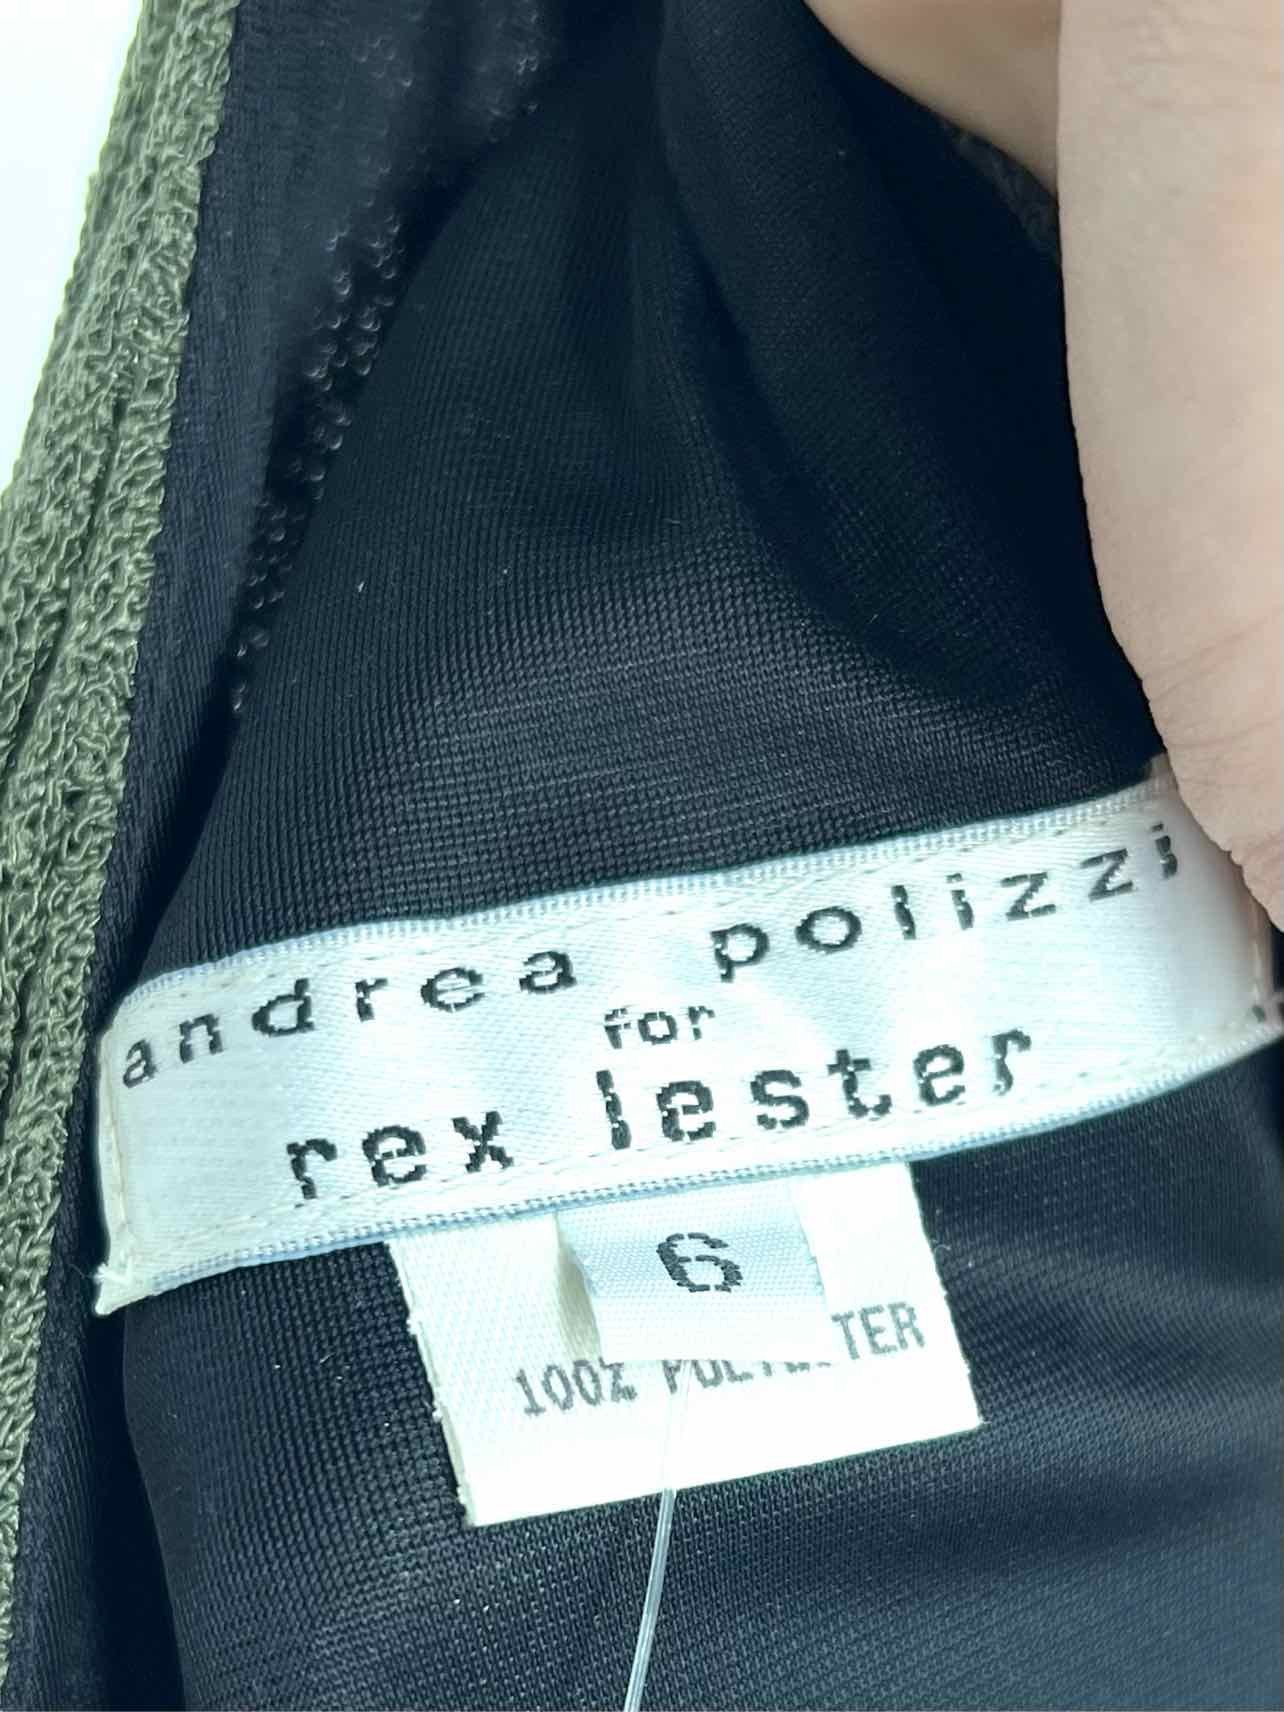 andrea polizzi
for
rex lester
6
100% POLYESTER